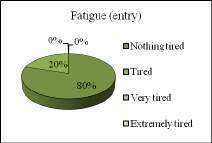 Fatigue (entry)
0%
0%
20%
80%
Nothing tired
Tired
Very tired
Extremely tired